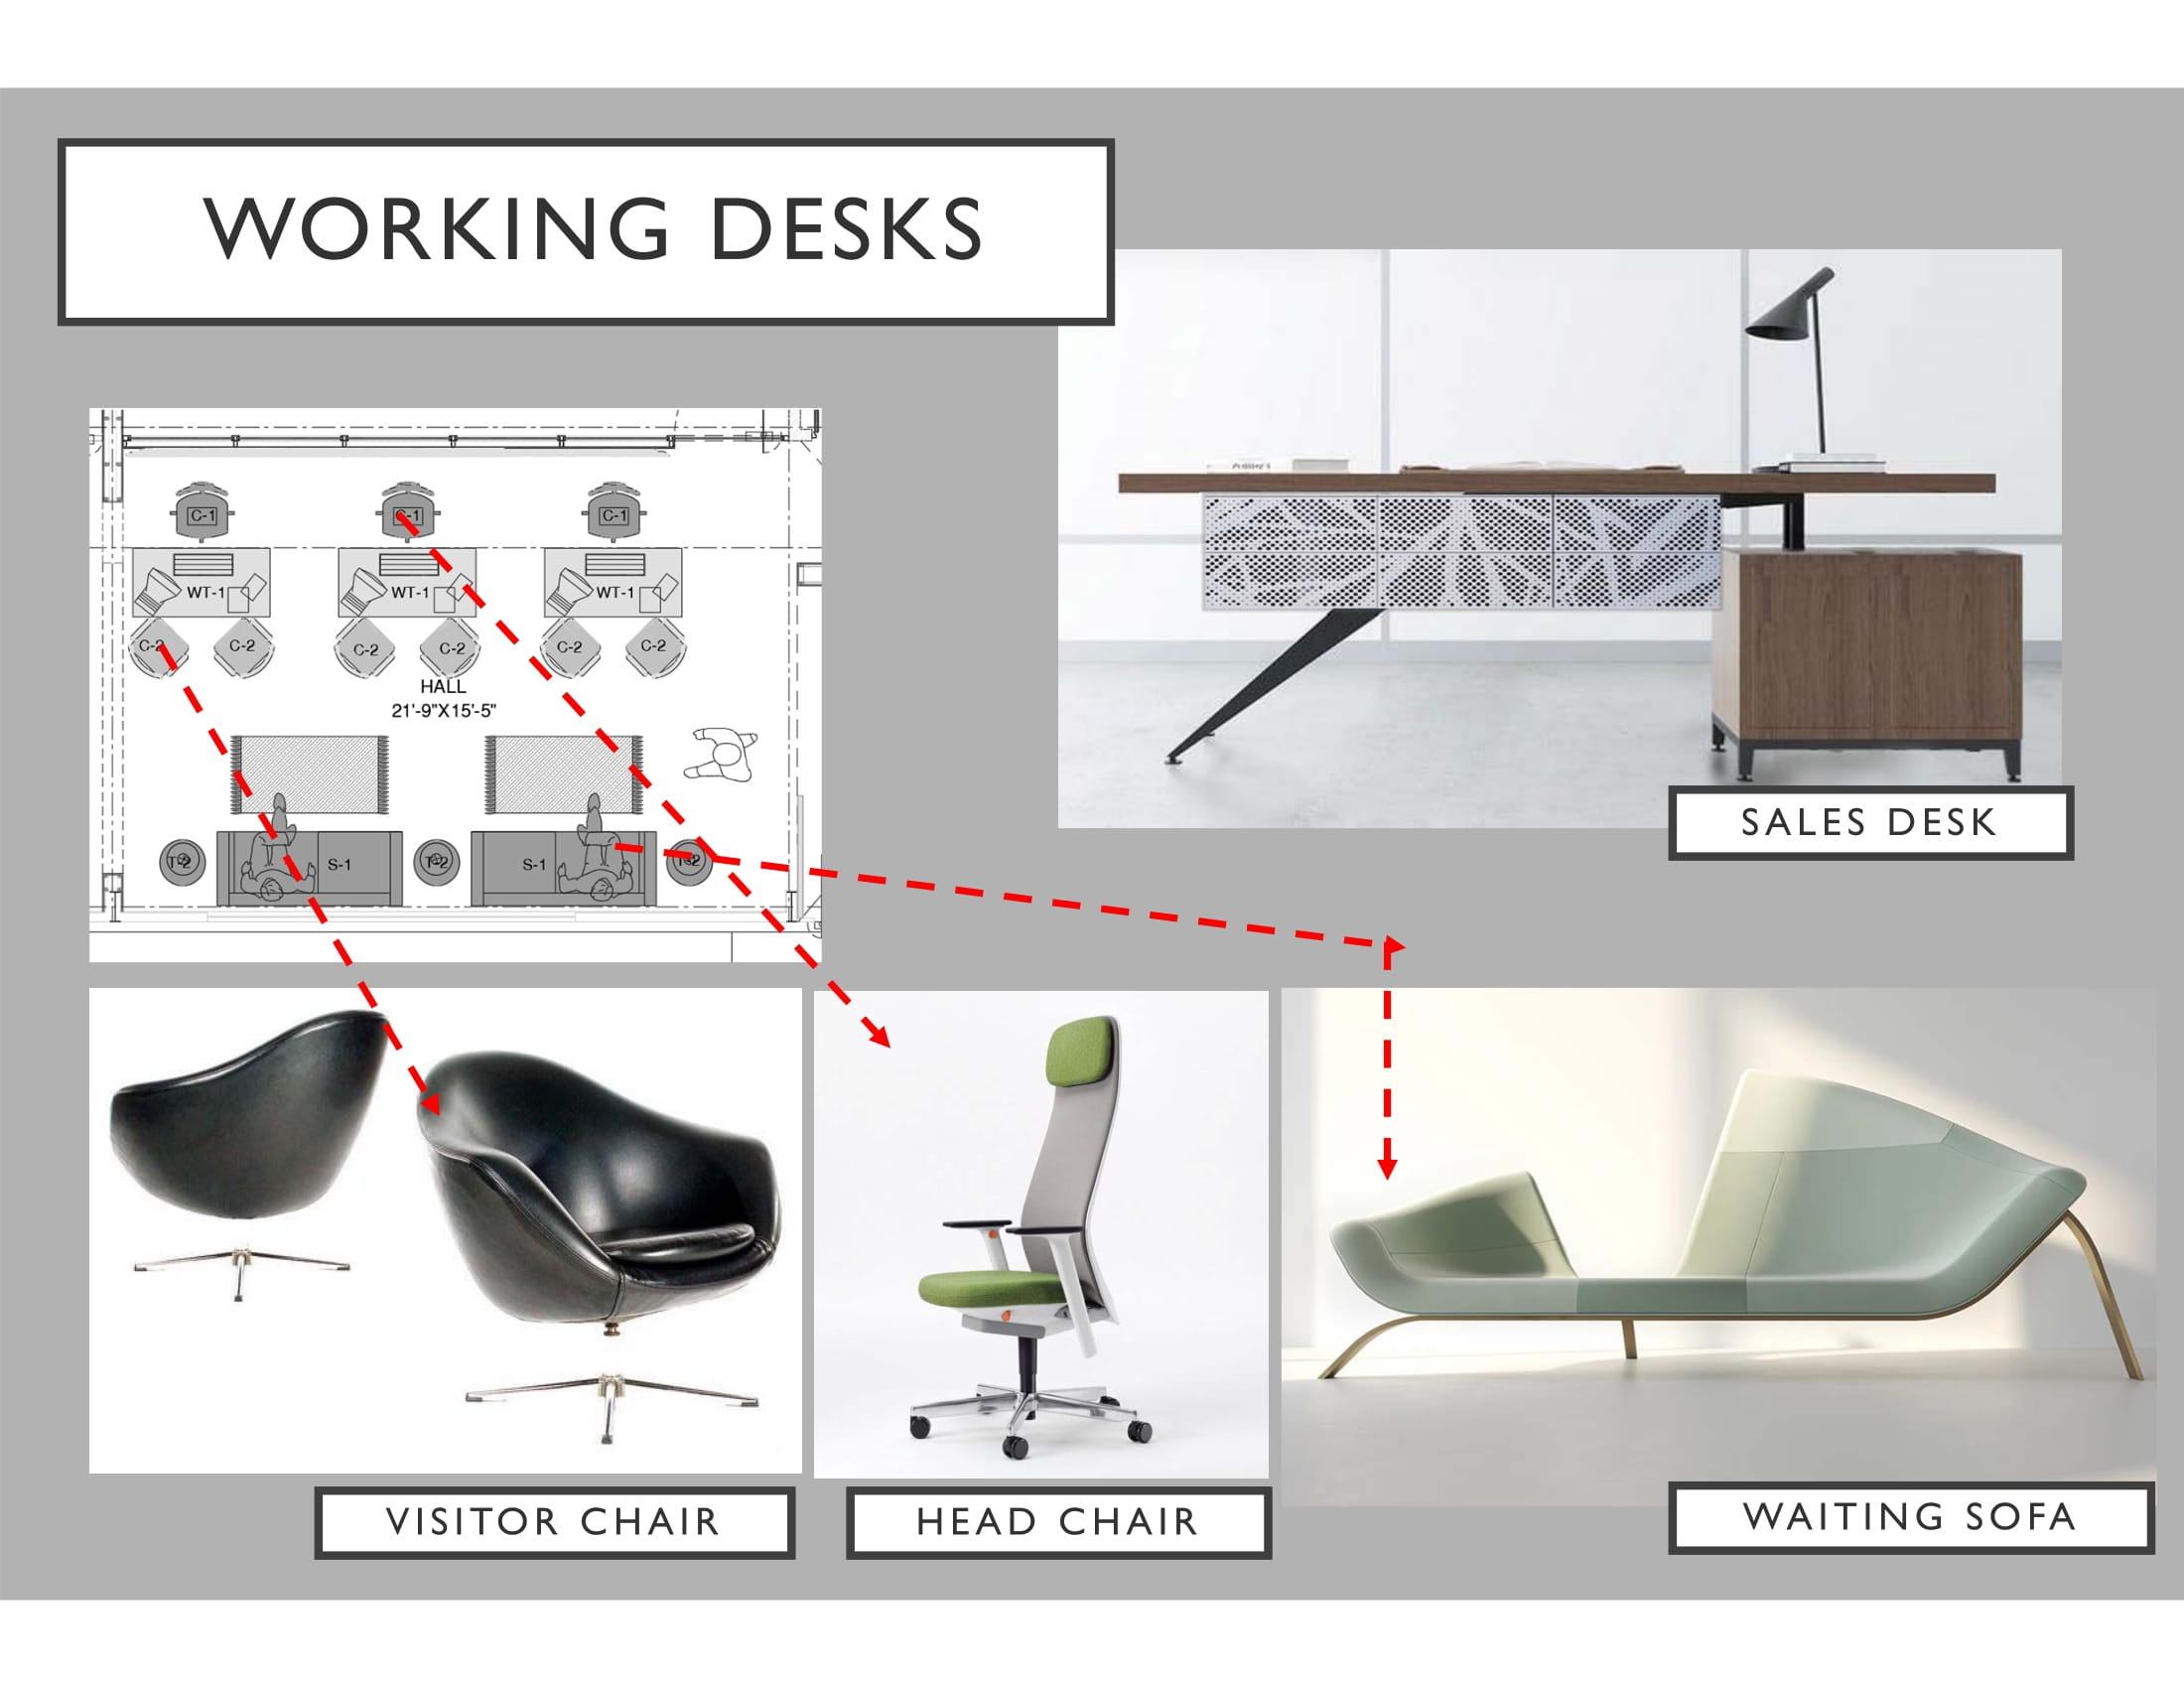 WORKING DESKS
C-1
C-1
C-1
WT-1
WT-1
WT-1
C-2
C-2
C-2
C-2
C-2
C-2
HALL
21'-9"X15'-5"
T-2
S-1
T-2
S-1
T-2
SALES DESK
VISITOR CHAIR
HEAD CHAIR
WAITING SOFA